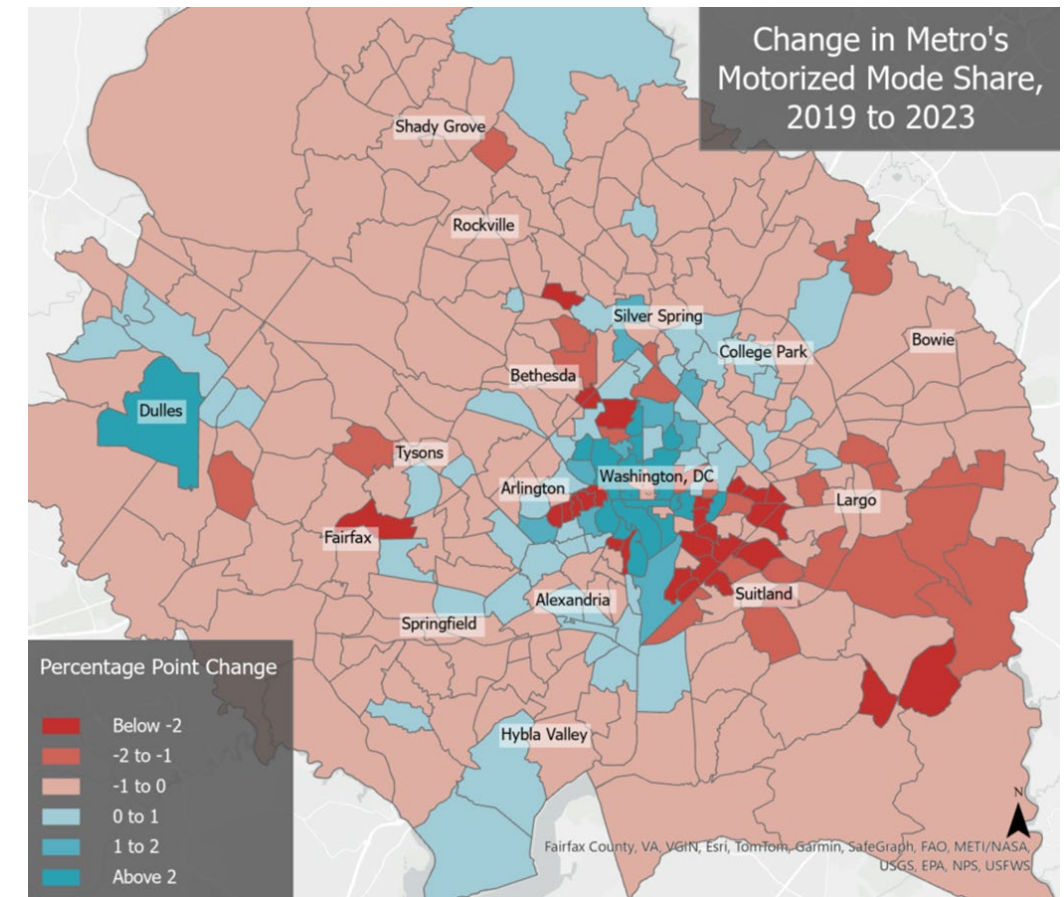 Change in Metro's
Motorized Mode Share,
2019 to 2023
Shady Grove
Rockville
Silver Spring
Bowie
College Park
Bethesda
Dulles
Tysons
Washington, DC
Arlington
Largo
Fairfax
Suitland
Alexandria
Springfield
Hybla Valley
Percentage Point Change
Below -2
-2 to -1
-1 to 0
0 to 1
1 to 2
Above 2
N
Fairfax County, VA, VGIN, Esri, TomTom, Garmin, SafeGraph, FAO, METI/NASA,
USGS, EPA, NPS, USFWS